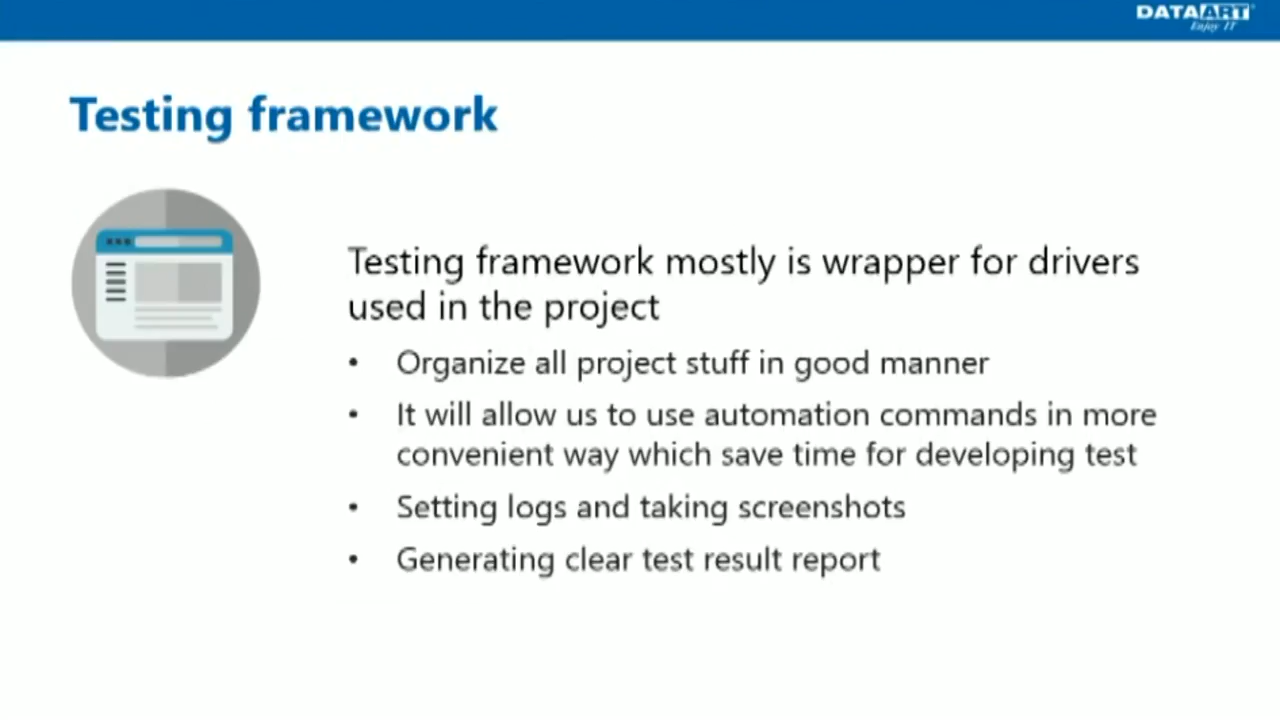 DATAART
Enjoy IT
Testing framework
Testing framework mostly is wrapper for drivers
used in the project
• Organize all project stuff in good manner
• It will allow us to use automation commands in more
convenient way which save time for developing test
• Setting logs and taking screenshots
• Generating clear test result report